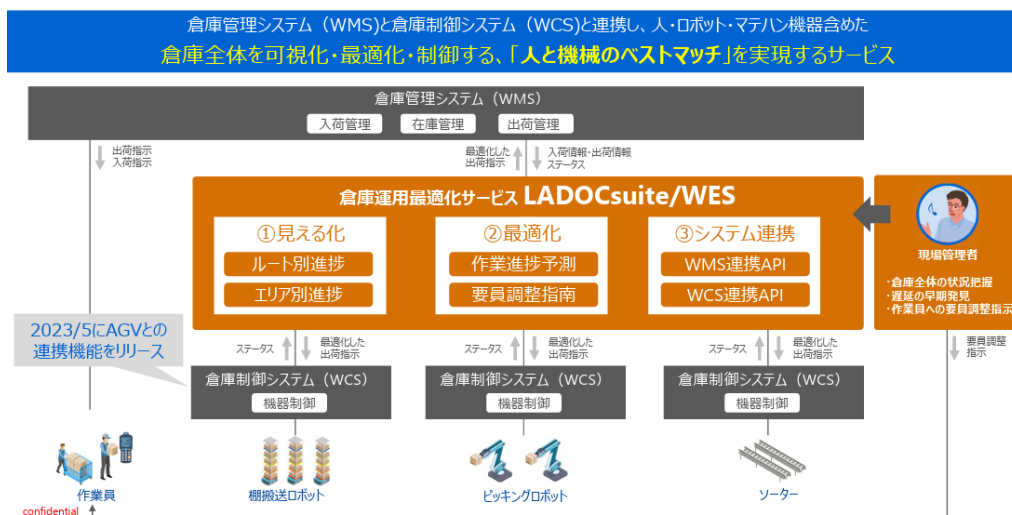 倉庫管理システム(WMS)と倉庫制御システム(WCS)と連携し、人・ロボット・マテハン機器含めた
倉庫全体を可視化・最適化・制御する、「人と機械のベストマッチ」を実現するサービス
倉庫管理システム（WMS）
入荷管理
在庫管理
出荷管理
出荷指示
入荷指示
最適化した
出荷指示
入荷情報・出荷情報
ステータス
倉庫運用最適化サービス LADOCsuite/WES
①見える化
ルート別進捗
エリア別進捗
②最適化
作業進捗予測
要員調整指南
③システム連携
WMS連携API
WCS連携API
現場管理者
・倉庫全体の状況把握
・遅延の早期発見
・作業員への要員調整指示
2023/5にAGVとの
連携機能をリリース
ステータス
最適化した
出荷指示
ステータス
最適化した
出荷指示
ステータス
最適化した
出荷指示
要員調整
指示
倉庫制御システム（WCS）
機器制御
倉庫制御システム（WCS）
機器制御
倉庫制御システム（WCS）
機器制御
作業員
棚搬送ロボット
ピッキングロボット
ソーター
confidential